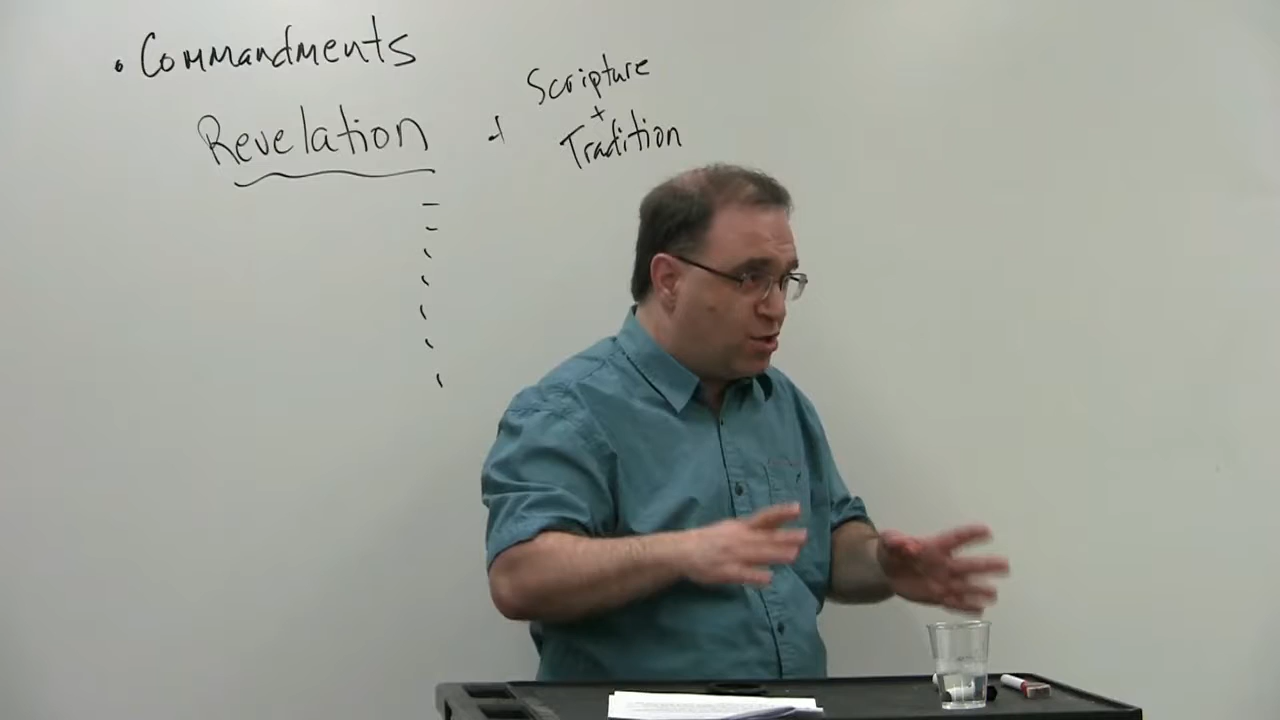 • Commandments
Revelation
Scripture
+
Tradition